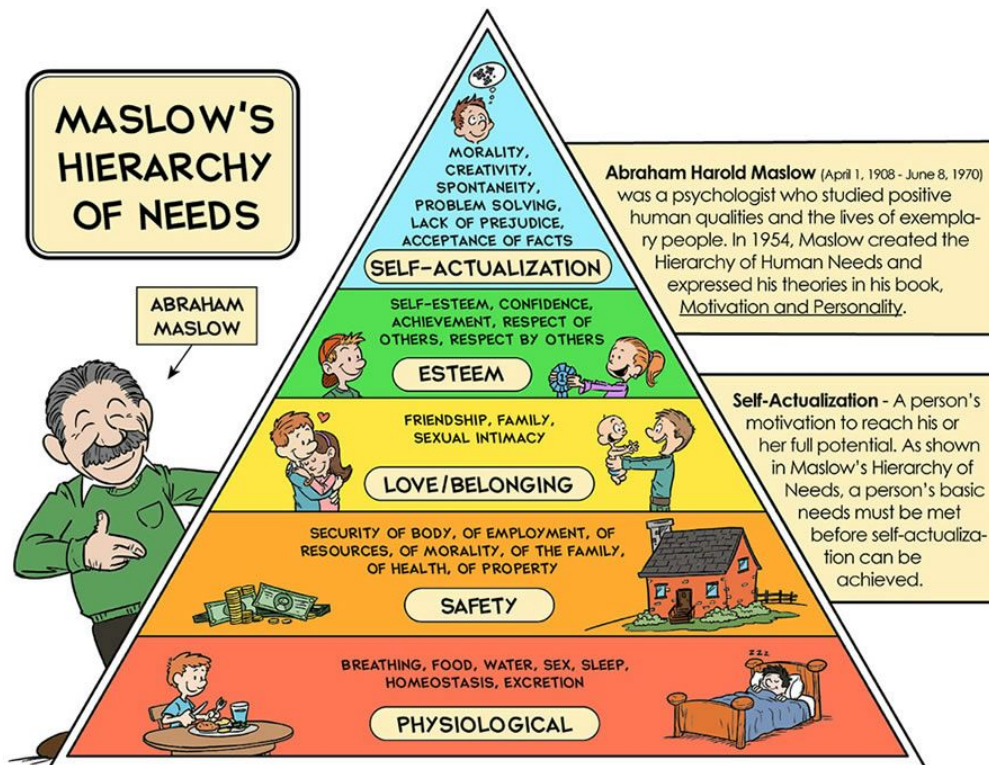 MASLOW'S
HIERARCHY
OF NEEDS
ABRAHAM
MASLOW
MORALITY,
CREATIVITY,
SPONTANEITY,
PROBLEM SOLVING,
LACK OF PREJUDICE,
ACCEPTANCE OF FACTS
SELF-ACTUALIZATION
SELF-ESTEEM, CONFIDENCE,
ACHIEVEMENT, RESPECT OF
OTHERS, RESPECT BY OTHERS
ESTEEM
FRIENDSHIP, FAMILY,
SEXUAL INTIMACY
LOVE/BELONGING
SECURITY OF BODY, OF EMPLOYMENT, OF
RESOURCES, OF MORALITY, OF THE FAMILY,
OF HEALTH, OF PROPERTY
SAFETY
BREATHING, FOOD, WATER, SEX, SLEEP,
HOMEOSTASIS, EXCRETION
PHYSIOLOGICAL
zzz
Abraham Harold Maslow (April 1, 1908 - June 8, 1970)
was a psychologist who studied positive
human qualities and the lives of exempla-
ry people. In 1954, Maslow created the
Hierarchy of Human Needs and
expressed his theories in his book,
Motivation and Personality.
Self-Actualization - A person's
motivation to reach his or
her full potential. As shown
in Maslow's Hierarchy of
Needs, a person's basic
needs must be met
before self-actualiza-
tion can be
achieved.